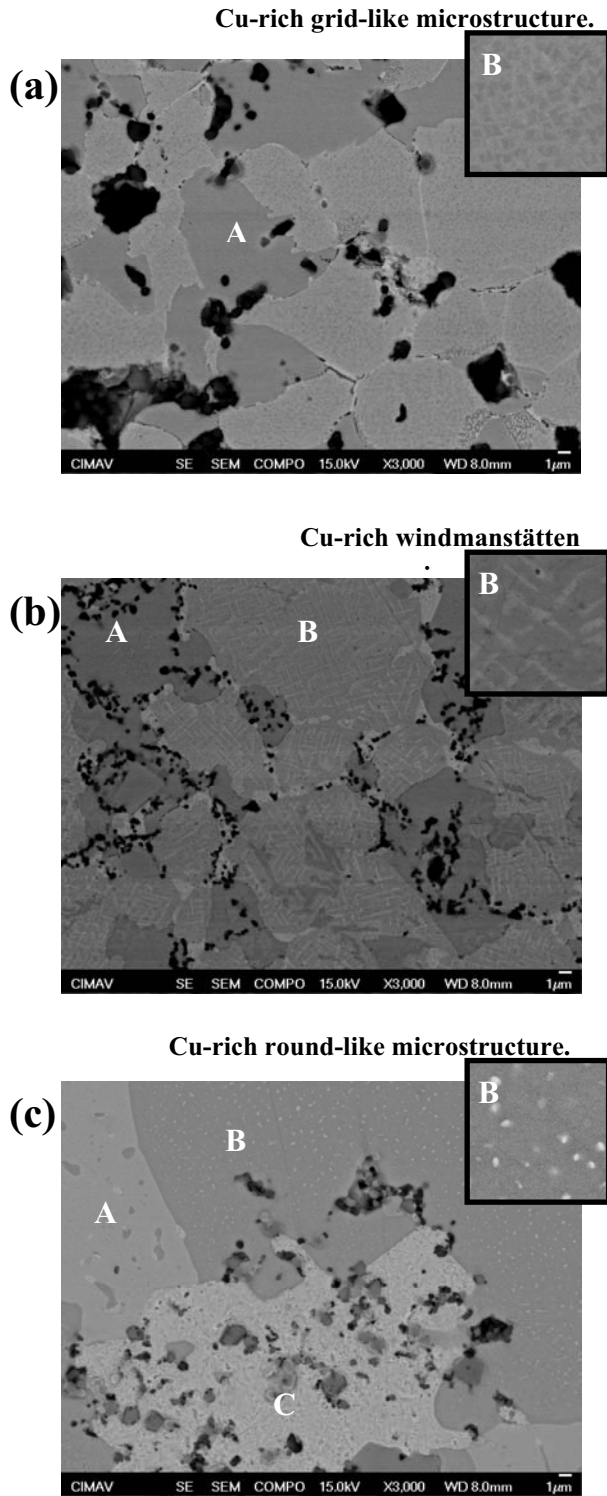 Cu-rich grid-like microstructure.
B
(a)
A
CIMAV SE SEM COMPO 15.0kV X3,000 WD 8.0mm 1µm
Cu-rich windmanstätten
.
B
(b)
A B
CIMAV SE SEM COMPO 15.0kV X3,000 WD 8.0mm 1µm
Cu-rich round-like microstructure.
B
(c)
B
A
C
CIMAV SE SEM COMPO 15.0kV X3,000 WD 8.0mm 1µm